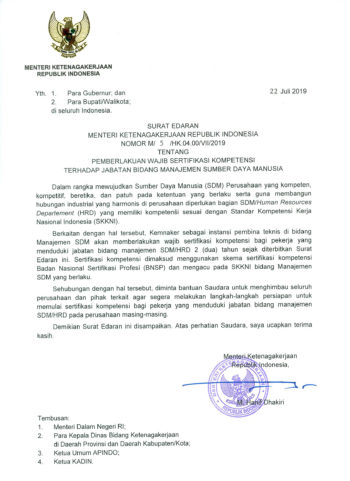 MENTERI KETENAGAKERJAAN
REPUBLIK INDONESIA
Yth. 1. Para Gubernur; dan
22 Juli 2019
2. Para Bupati/Walikota;
di seluruh Indonesia.
SURAT EDARAN
MENTERI KETENAGAKERJAAN REPUBLIK INDONESIA
NOMOR M/ 5 /HK.04.00/VII/2019
TENTANG
PEMBERLAKUAN WAJIB SERTIFIKASI KOMPETENSI
TERHADAP JABATAN BIDANG MANAJEMEN SUMBER DAYA MANUSIA
Dalam rangka mewujudkan Sumber Daya Manusia (SDM) Perusahaan yang kompeten,
kompetitif, beretika, dan patuh pada ketentuan yang berlaku serta guna membangun
hubungan industrial yang harmonis di perusahaan diperlukan bagian SDM/Human Resources
Departement (HRD) yang memiliki kompetensi sesuai dengan Standar Kompetensi Kerja
Nasional Indonesia (SKKNI).
Berkaitan dengan hal tersebut, Kemnaker sebagai instansi pembina teknis di bidang
Manajemen SDM akan memberlakukan wajib sertifikasi kompetensi bagi pekerja yang
menduduki jabatan bidang manajemen SDM/HRD 2 (dua) tahun sejak diterbitkan Surat
Edaran ini. Sertifikasi kompetensi dimaksud menggunakan skema sertifikasi kompetensi
Badan Nasional Sertifikasi Profesi (BNSP) dan mengacu pada SKKNI bidang Manajemen
SDM yang berlaku.
Sehubungan dengan hal tersebut, diminta bantuan Saudara untuk menghimbau seluruh
perusahaan dan pihak terkait agar segera melakukan langkah-langkah persiapan untuk
memulai sertifikasi kompetensi bagi pekerja yang menduduki jabatan bidang manajemen
SDM/HRD pada perusahaan masing-masing.
Demikian Surat Edaran ini disampaikan. Atas perhatian Saudara, saya ucapkan terima
kasih.
Menteri Ketenagakerjaan
Republik Indonesia,
M. Hanif Dhakiri
Tembusan:
1. Menteri Dalam Negeri RI;
2. Para Kepala Dinas Bidang Ketenagakerjaan
di Daerah Provinsi dan Daerah Kabupaten/Kota;
3. Ketua Umum APINDO;
4. Ketua KADIN.